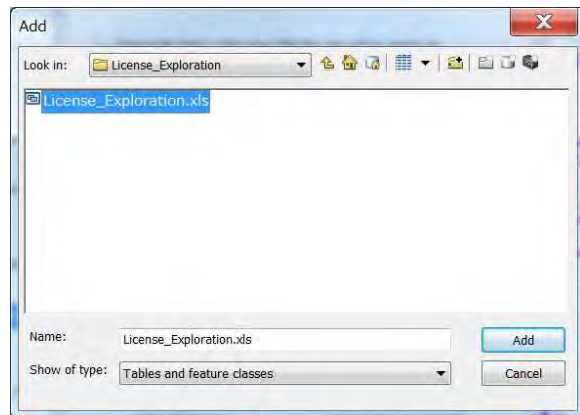 Add
Look in: License_Exploration
License_Exploration.xls
Name: License_Exploration.xls Add
Show of type: Tables and feature classes Cancel